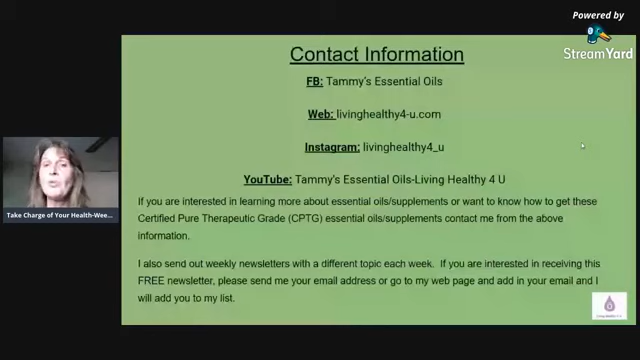 Powered by
StreamYard
Contact Information
FB: Tammy's Essential Oils
Web: livinghealthy4-u.com
Instagram: livinghealthy4_u
YouTube: Tammy's Essential Oils-Living Healthy 4 U
If you are interested in learning more about essential oils/supplements or want to know how to get these
Certified Pure Therapeutic Grade (CPTG) essential oils/supplements contact me from the above
information.
I also send out weekly newsletters with a different topic each week. If you are interested in receiving this
FREE newsletter, please send me your email address or go to my web page and add in your email and I
will add you to my list.
Take Charge of Your Health-Wee...